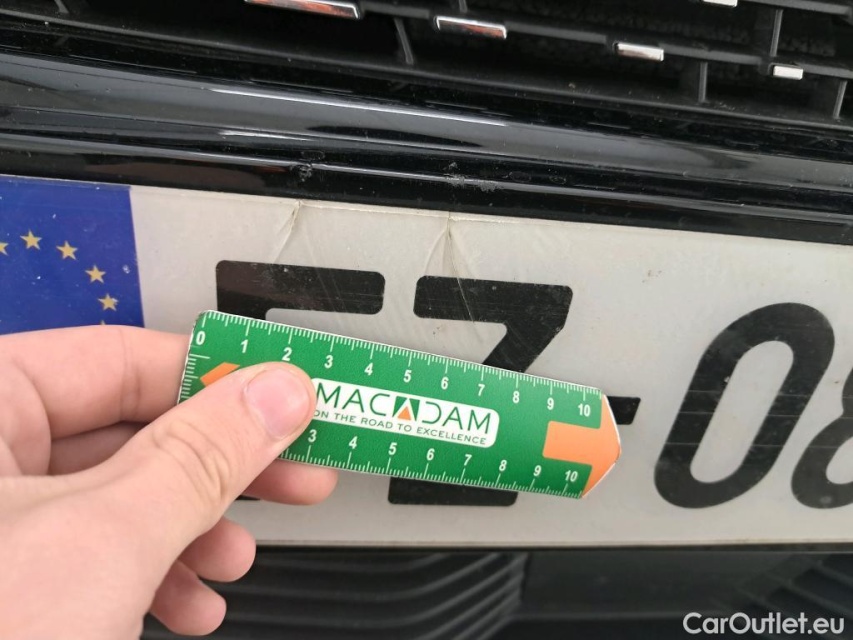 Z-08
0 1 2 3 4 5 6 7 8 9 10
MACADAM
ON THE ROAD TO EXCELLENCE
3 4 5 6 7 8 9 10
CarOutlet.eu